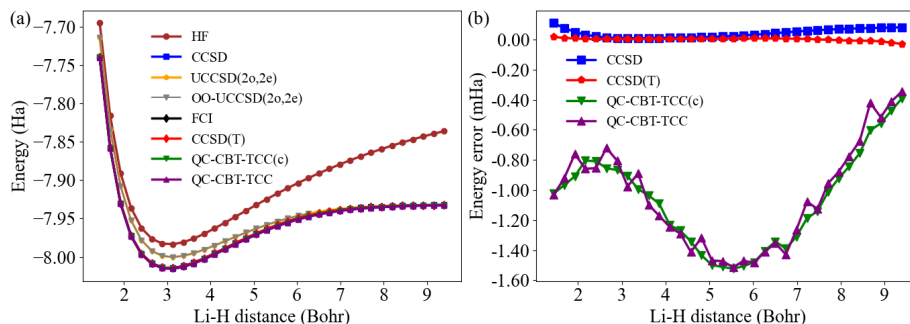 (a)
−7.70
−7.75
−7.80
−7.85
−7.90
−7.95
−8.00
Energy (Ha)
HF
CCSD
UCCSD(2o,2e)
OO-UCCSD(2o,2e)
FCI
CCSD(T)
QC-CBT-TCC(c)
QC-CBT-TCC
2 3 4 5 6 7 8 9
Li-H distance (Bohr)
(b)
0.00
-0.20
-0.40
-0.60
-0.80
-1.00
-1.20
-1.40
-1.60
Energy error (mHa)
CCSD
CCSD(T)
QC-CBT-TCC(c)
QC-CBT-TCC
2 3 4 5 6 7 8 9
Li-H distance (Bohr)